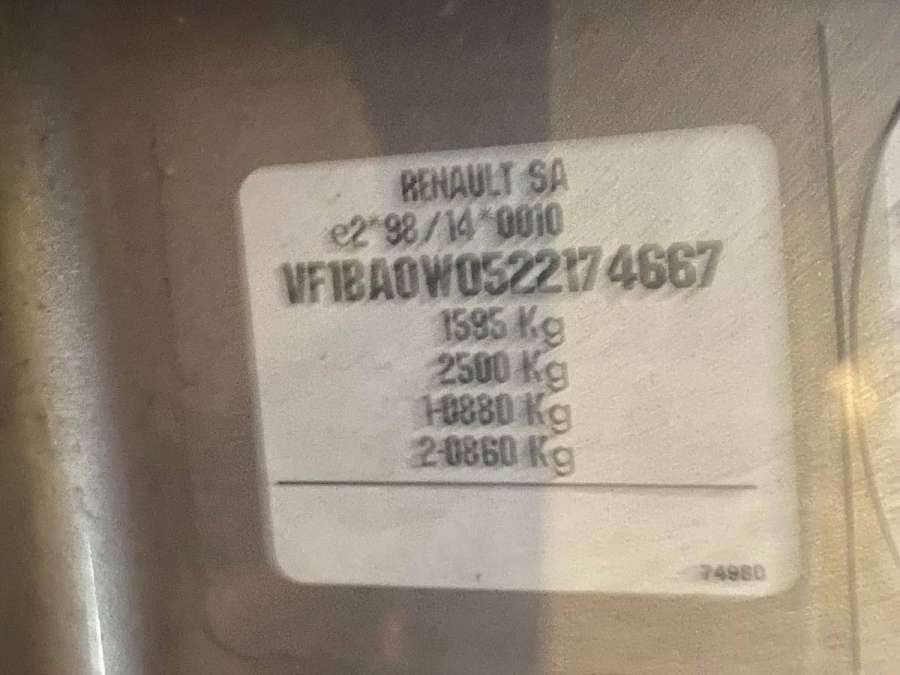 RENAULT SA
e2*98/14*0010
VF1BA0W0522174667
1595 Kg
2500 Kg
1-0880 Kg
2-0860 Kg
74980